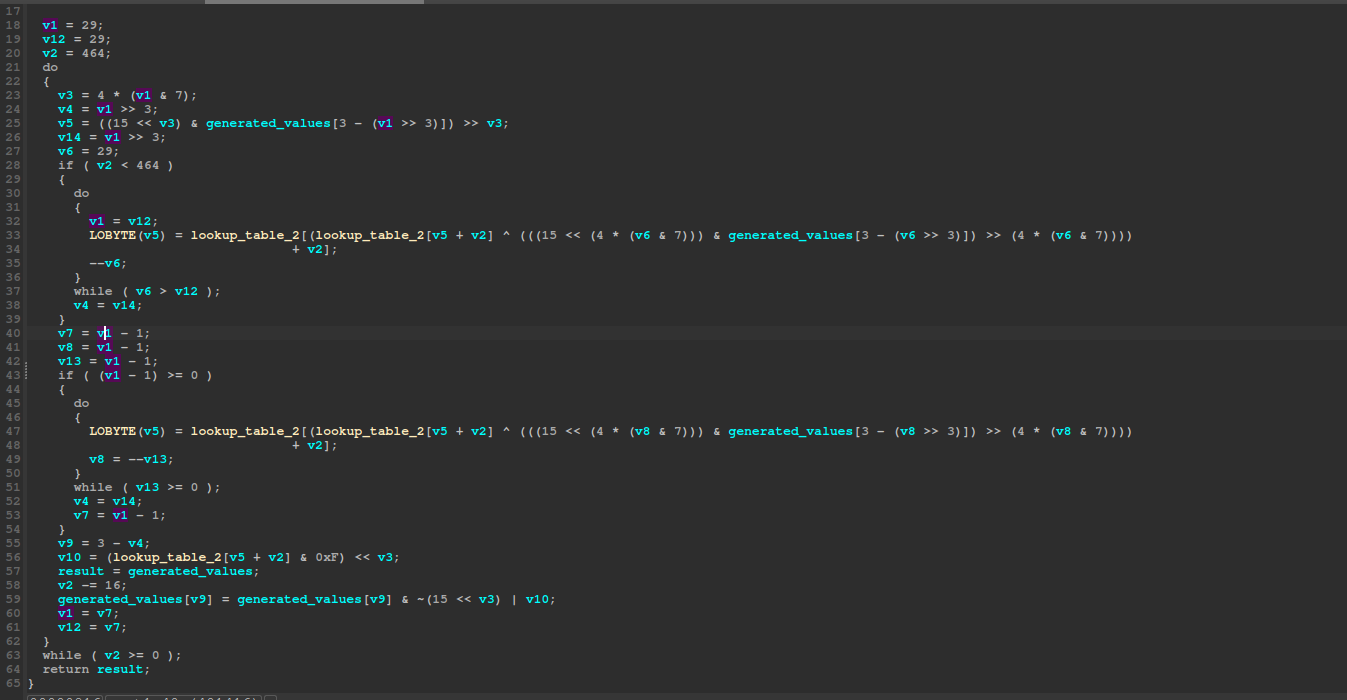 17
18 v1 = 29;
19 v12 = 29;
20 v2 = 464;
21 do
22 {
23 v3 = 4 * (v1 & 7);
24 v4 = v1 >> 3;
25 v5 = ((15 << v3) & generated_values[3 - (v1 >> 3)]) >> v3;
26 v14 = v1 >> 3;
27 v6 = 29;
28 if ( v2 < 464 )
29 {
30 do
31 {
32 v1 = v12;
33 LOBYTE(v5) = lookup_table_2[(lookup_table_2[v5 + v2] ^ (((15 << (4 * (v6 & 7))) & generated_values[3 - (v6 >> 3)]) >> (4 * (v6 & 7))))
34 + v2];
35 --v6;
36 }
37 while ( v6 > v12 );
38 v4 = v14;
39 }
40 v7 = v1 - 1;
41 v8 = v1 - 1;
42 v13 = v1 - 1;
43 if ( (v1 - 1) >= 0 )
44 {
45 do
46 {
47 LOBYTE(v5) = lookup_table_2[(lookup_table_2[v5 + v2] ^ (((15 << (4 * (v8 & 7))) & generated_values[3 - (v8 >> 3)]) >> (4 * (v8 & 7))))
48 + v2];
49 v8 = --v13;
50 }
51 while ( v13 >= 0 );
52 v4 = v14;
53 v7 = v1 - 1;
54 }
55 v9 = 3 - v4;
56 v10 = (lookup_table_2[v5 + v2] & 0xF) << v3;
57 result = generated_values;
58 v2 -= 16;
59 generated_values[v9] = generated_values[v9] & ~(15 << v3) | v10;
60 v1 = v7;
61 v12 = v7;
62 }
63 while ( v2 >= 0 );
64 return result;
65 }